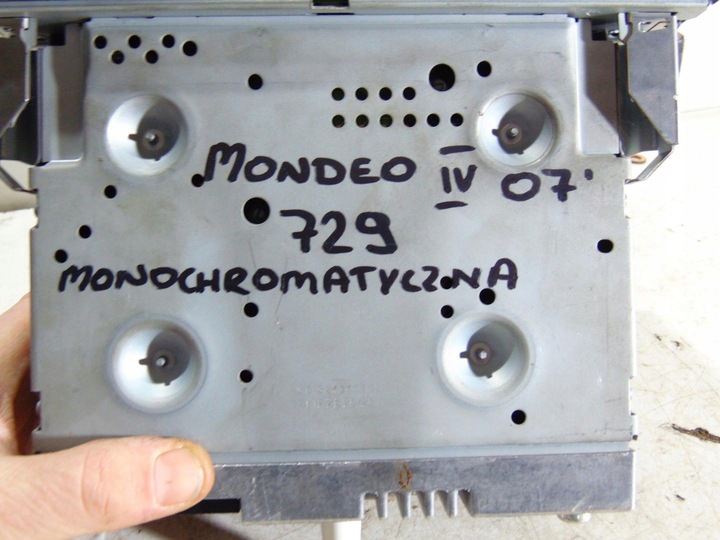 MONDEO IV 07'
729
MONOCHROMATYCZNA